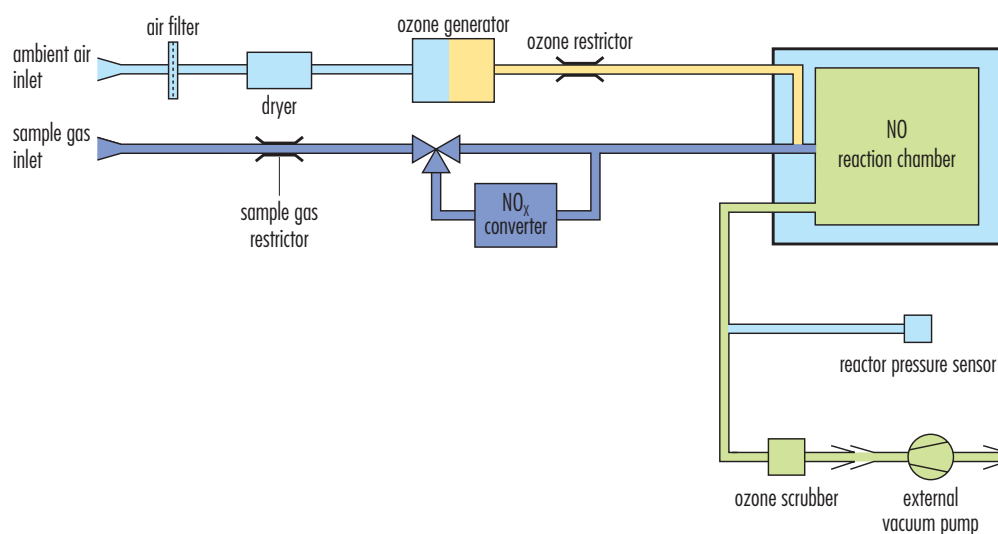 air filter
ozone generator
ozone restrictor
ambient air
inlet
dryer
sample gas
inlet
NO
reaction chamber
sample gas
restrictor
NOX
converter
reactor pressure sensor
ozone scrubber
external
vacuum pump